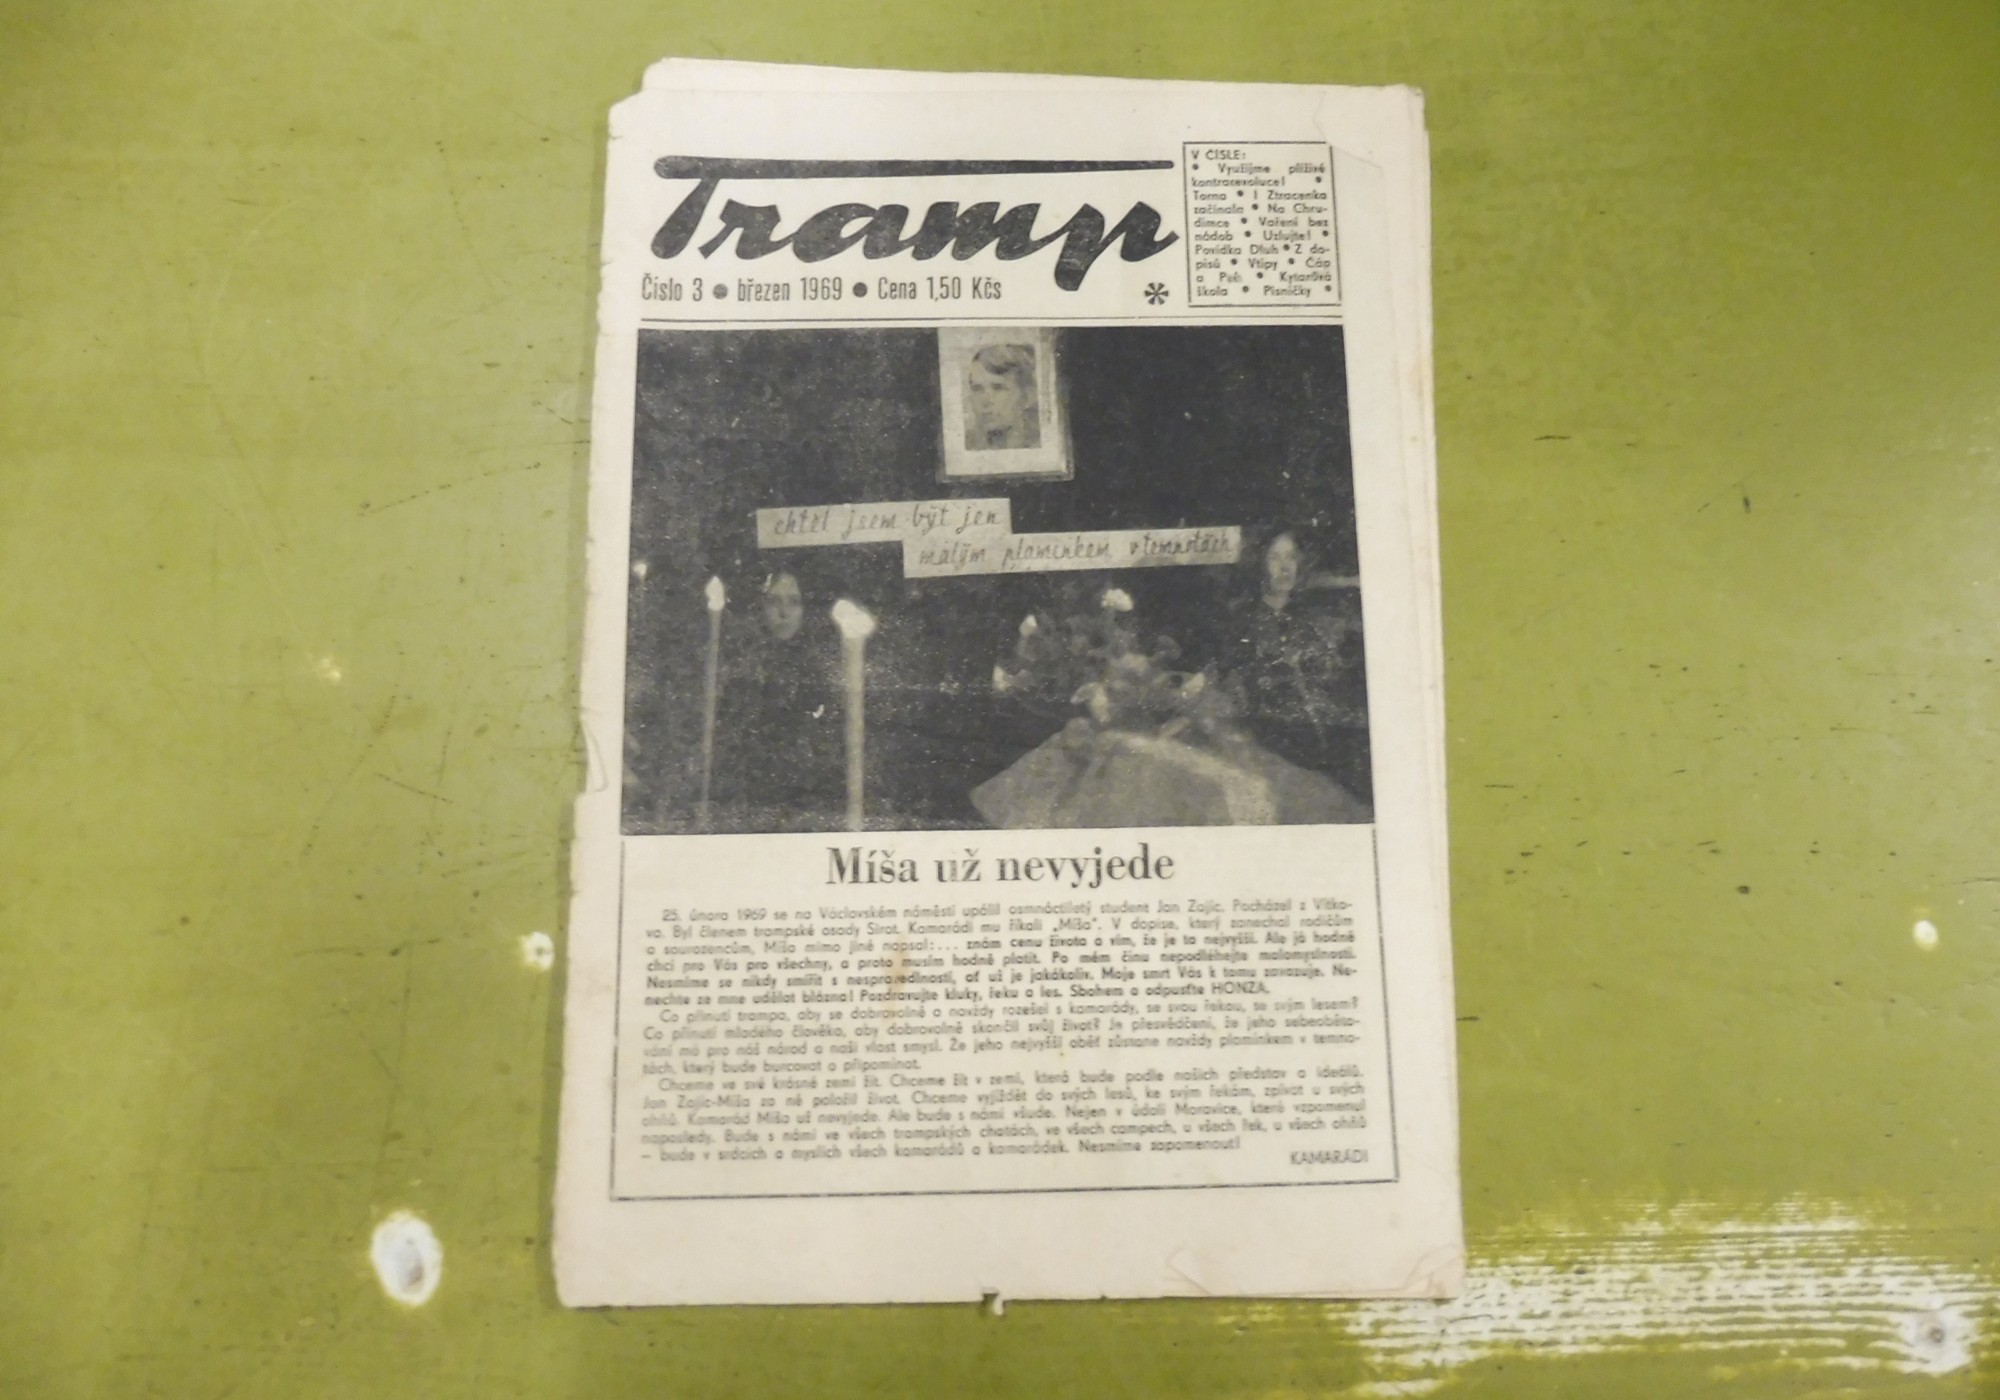 Tramp
Číslo 3 • březen 1969 • Cena 1,50 Kčs
*
V ČÍSLE:
• Využijme plíživé
kontrarevoluce! •
Torna • I Ztracenka
začínala • Na Chru-
dimce • Vaření bez
nádob • Uzlujte! •
Povídka Dluh • Z do-
pisů • Vtipy • Čáp
a Puk • Kytarová
škola • Písničky •
chtěl jsem být jen
malým plamínkem v temnotách
Míša už nevyjede
25. února 1969 se na Václavském náměstí upálil osmnáctiletý student Jan Zajíc. Pocházel z Vítko-
va. Byl členem trampské osady Sirot. Kamarádi mu říkali „Míša". V dopise, který zanechal rodičům
a sourozencům, Míša mimo jiné napsal: ... znám cenu života a vím, že je to nejvyšší. Ale já hodně
chci pro Vás pro všechny, a proto musím hodně platit. Po mém činu nepodléhejte malomyslnosti.
Nesmíme se nikdy smířit s nespravedlností, ať už je jakákoliv. Moje smrt Vás k tomu zavazuje. Ne-
nechte ze mne udělat blázna! Pozdravujte kluky, řeku a les. Sbohem a odpusťte HONZA.
Co přinutí trampa, aby se dobrovolně a navždy rozešel s kamarády, se svou řekou, se svým lesem?
Co přinutí mladého člověka, aby dobrovolně skončil svůj život? Je přesvědčení, že jeho sebeoběto-
vání má pro náš národ a naši vlast smysl. Že jeho nejvyšší oběť zůstane navždy plamínkem v temno-
tách, který bude burcovat a připomínat.
Chceme ve své krásné zemi žít. Chceme žít v zemi, která bude podle našich představ a ideálů.
Jan Zajíc-Míša za ně položil život. Chceme vyjíždět do svých lesů, ke svým řekám, zpívat u svých
ohňů. Kamarád Míša už nevyjede. Ale bude s námi všude. Nejen v údolí Moravice, které vzpomenul
naposledy. Bude s námi ve všech trampských chatách, ve všech campech, u všech řek, u všech ohňů
– bude v srdcích a myslích všech kamarádů a kamarádek. Nesmíme zapomenout!
KAMARÁDI